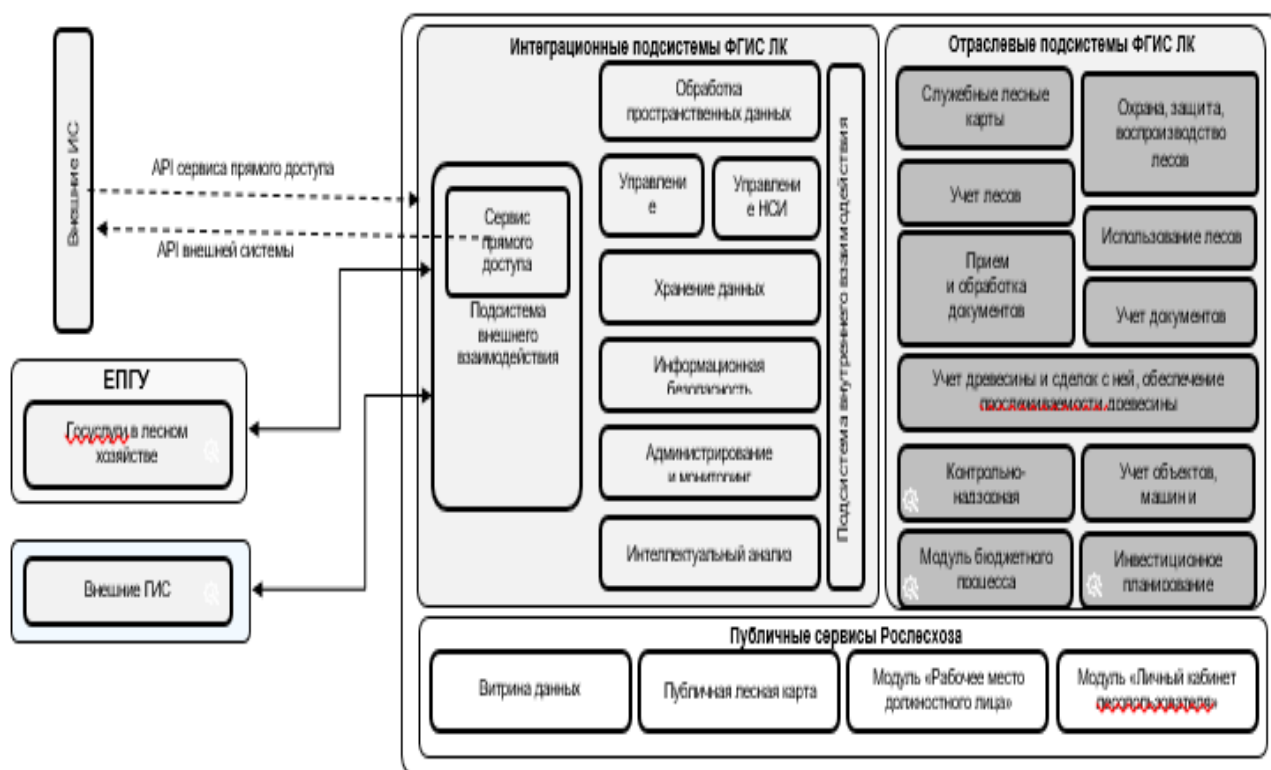 Внешние ИС
API сервиса прямого доступа
API внешней системы
ЕПГУ
Госуслуги в лесном
хозяйстве
Внешние ГИС
Интеграционные подсистемы ФГИС ЛК
Сервис
прямого
доступа
Подсистема
внешнего
взаимодействия
Обработка
пространственных данных
Управлени
е
Управлени
е НСИ
Хранение данных
Информационная
безопасность
Администрирование
и мониторинг
Интеллектуальный анализ
Подсистема внутреннего взаимодействия
Отраслевые подсистемы ФГИС ЛК
Служебные лесные
карты
Охрана, защита,
воспроизводство
лесов
Учет лесов
Использование лесов
Прием
и обработка
документов
Учет документов
Учет древесины и сделок с ней, обеспечение
прослеживаемости древесины
Контрольно-
надзорная
Учет объектов,
машин и
Модуль бюджетного
процесса
Инвестиционное
планирование
Публичные сервисы Рослесхоза
Витрина данных
Публичная лесная карта
Модуль «Рабочее место
должностного лица»
Модуль «Личный кабинет
лесопользователя»